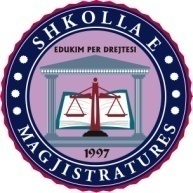 SHKOLLA E
EDUKIM PER DREJTESI
1997
MAGJISTRATURES